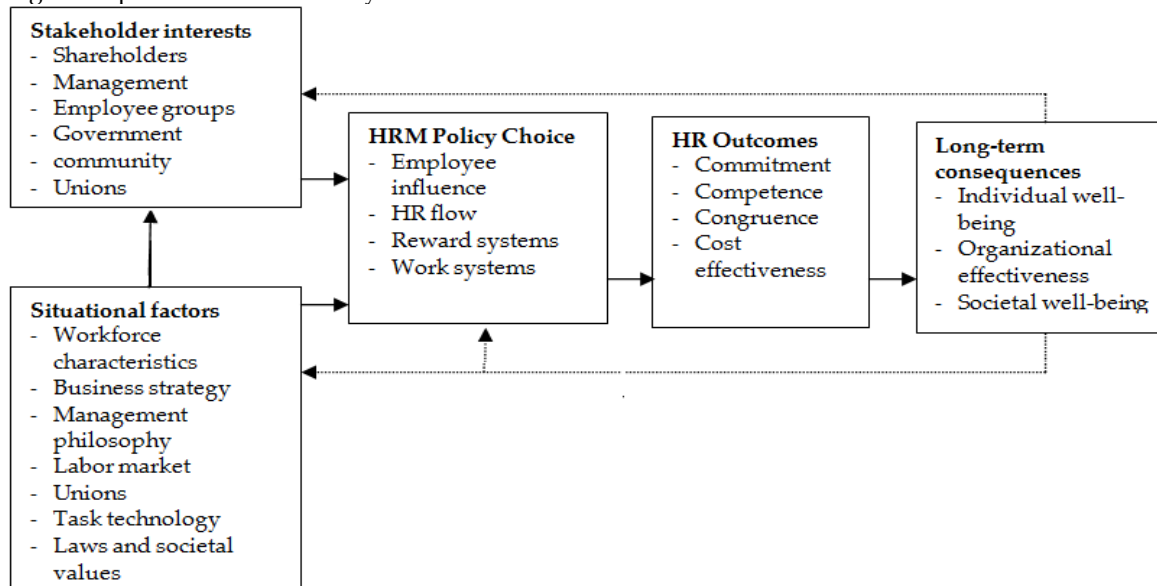 Stakeholder interests
- Shareholders
- Management
- Employee groups
- Government
- community
- Unions
HRM Policy Choice
- Employee
influence
- HR flow
- Reward systems
- Work systems
HR Outcomes
- Commitment
- Competence
- Congruence
- Cost
effectiveness
Long-term
consequences
- Individual well-
being
- Organizational
effectiveness
- Societal well-being
Situational factors
- Workforce
characteristics
- Business strategy
- Management
philosophy
- Labor market
- Unions
- Task technology
- Laws and societal
values